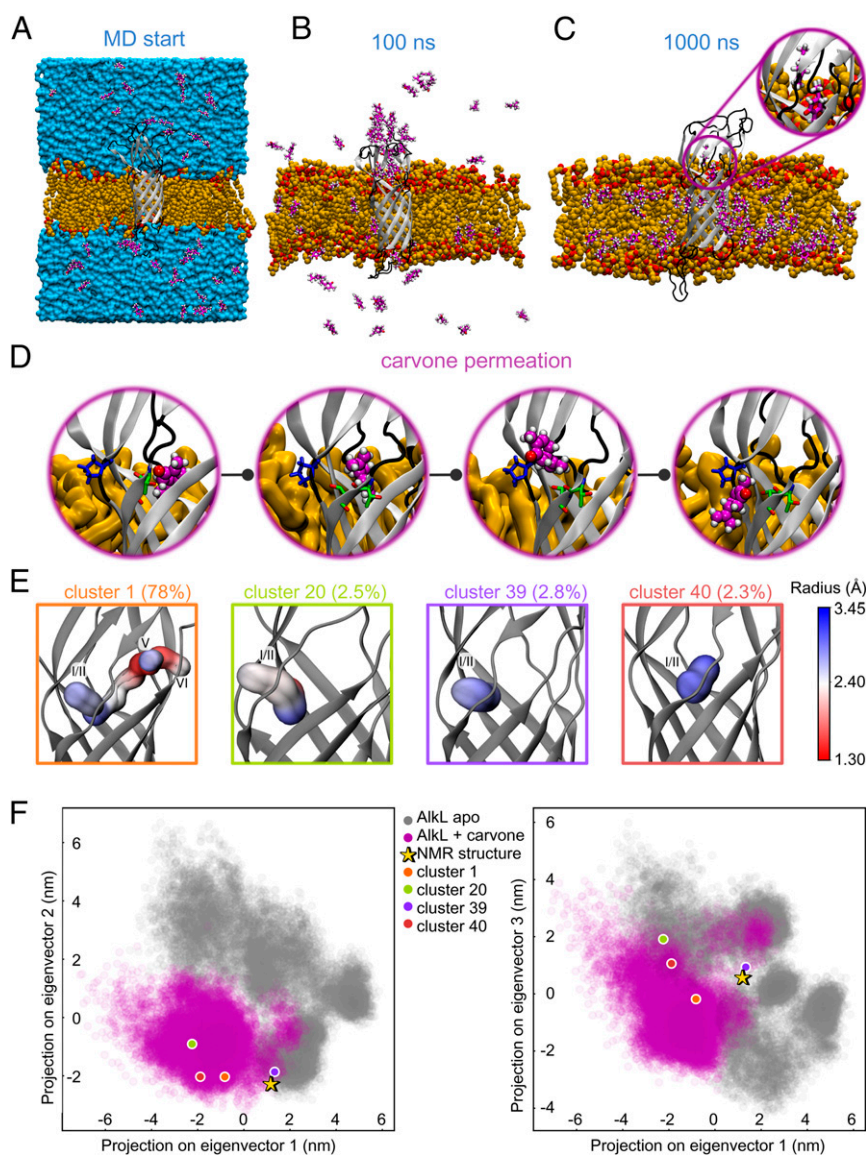 A
MD start
B
100 ns
C
1000 ns
D
carvone permeation
E
cluster 1 (78%)
cluster 20 (2.5%)
cluster 39 (2.8%)
cluster 40 (2.3%)
Radius (Å)
I/II
V
VI
I/II
I/II
I/II
3.45
2.40
1.30
F
Projection on eigenvector 2 (nm)
6
4
2
0
-2
-6
-4
-2
0
2
4
6
Projection on eigenvector 1 (nm)
AlkL apo
AlkL + carvone
NMR structure
cluster 1
cluster 20
cluster 39
cluster 40
Projection on eigenvector 3 (nm)
6
4
2
0
-2
-4
-6
-4
-2
0
2
4
6
Projection on eigenvector 1 (nm)